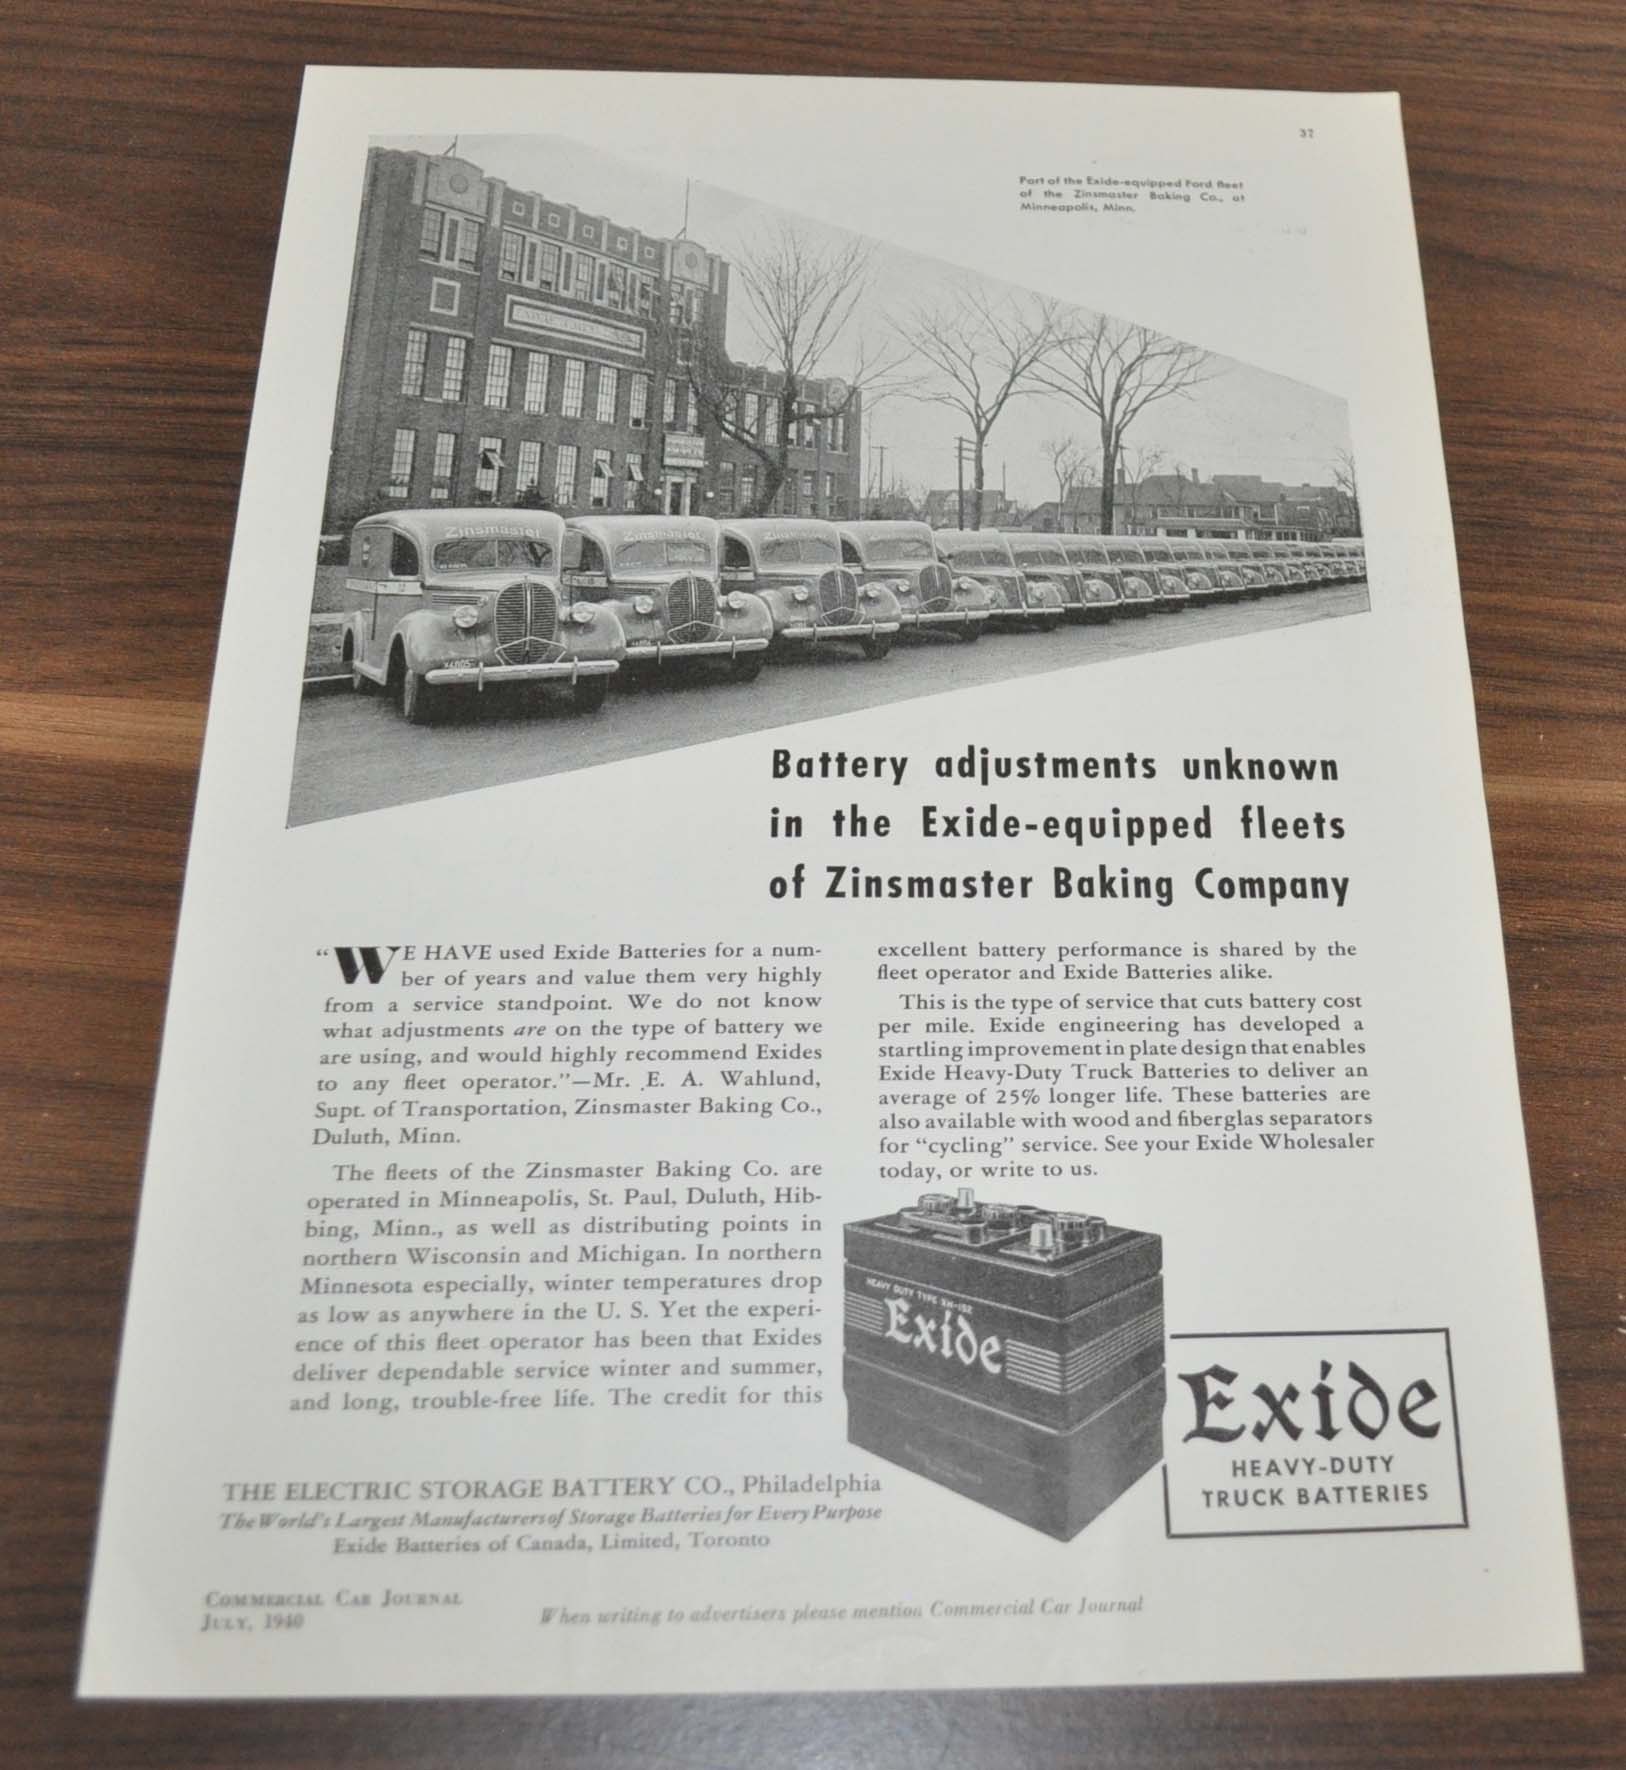 37
Part of the Exide-equipped Ford fleet
of the Zinsmaster Baking Co., at
Minneapolis, Minn.
Zinsmaster
Zinsmaster
Battery adjustments unknown
in the Exide-equipped fleets
of Zinsmaster Baking Company
“WE HAVE used Exide Batteries for a num-
ber of years and value them very highly
from a service standpoint. We do not know
what adjustments are on the type of battery we
are using, and would highly recommend Exides
to any fleet operator.”—Mr. E. A. Wahlund,
Supt. of Transportation, Zinsmaster Baking Co.,
Duluth, Minn.
The fleets of the Zinsmaster Baking Co. are
operated in Minneapolis, St. Paul, Duluth, Hib-
bing, Minn., as well as distributing points in
northern Wisconsin and Michigan. In northern
Minnesota especially, winter temperatures drop
as low as anywhere in the U. S. Yet the experi-
ence of this fleet operator has been that Exides
deliver dependable service winter and summer,
and long, trouble-free life. The credit for this
excellent battery performance is shared by the
fleet operator and Exide Batteries alike.
This is the type of service that cuts battery cost
per mile. Exide engineering has developed a
startling improvement in plate design that enables
Exide Heavy-Duty Truck Batteries to deliver an
average of 25% longer life. These batteries are
also available with wood and fiberglas separators
for “cycling” service. See your Exide Wholesaler
today, or write to us.
HEAVY DUTY TYPE XH-152
Exide
Exide
HEAVY-DUTY
TRUCK BATTERIES
THE ELECTRIC STORAGE BATTERY CO., Philadelphia
The World's Largest Manufacturers of Storage Batteries for Every Purpose
Exide Batteries of Canada, Limited, Toronto
COMMERCIAL CAR JOURNAL
JULY, 1940
When writing to advertisers please mention Commercial Car Journal